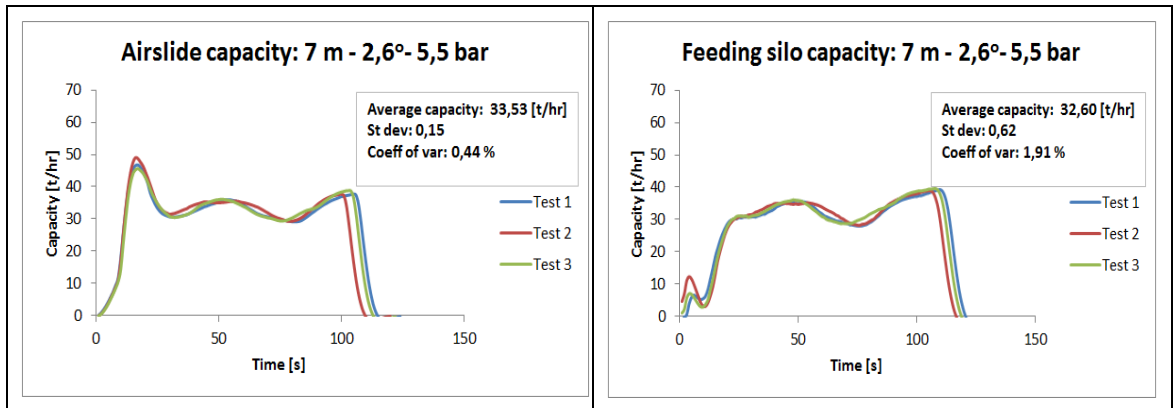 Airslide capacity: 7 m - 2,6º- 5,5 bar
70
60
50
40
30
20
10
0
Capacity [t/hr]
Average capacity: 33,53 [t/hr]
St dev: 0,15
Coeff of var: 0,44 %
Test 1
Test 2
Test 3
0 50 100 150
Time [s]
Feeding silo capacity: 7 m - 2,6º- 5,5 bar
70
60
50
40
30
20
10
0
Capacity [t/hr]
Average capacity: 32,60 [t/hr]
St dev: 0,62
Coeff of var: 1,91 %
Test 1
Test 2
Test 3
0 50 100 150
Time [s]